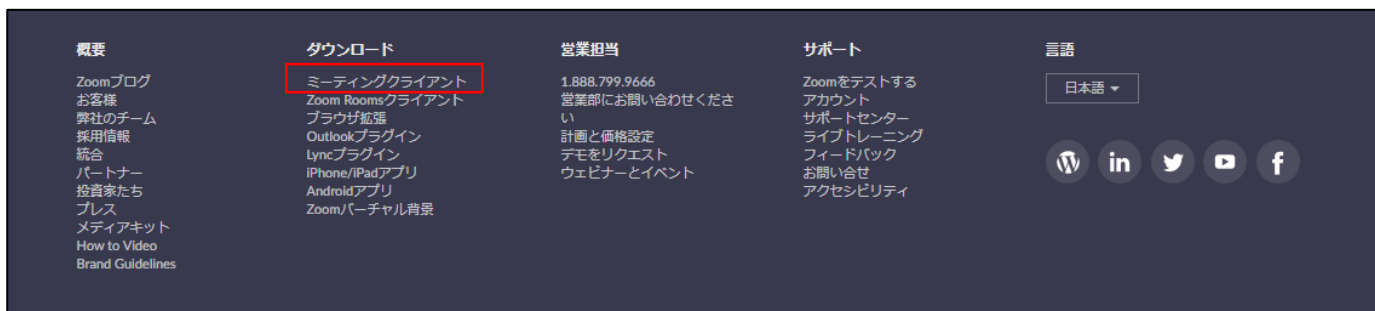 概要
Zoomブログ
お客様
弊社のチーム
採用情報
統合
パートナー
投資家たち
プレス
メディアキット
How to Video
Brand Guidelines
ダウンロード
ミーティングクライアント
Zoom Roomsクライアント
ブラウザ拡張
Outlookプラグイン
Lyncプラグイン
iPhone/iPadアプリ
Androidアプリ
Zoomバーチャル背景
営業担当
1.888.799.9666
営業部にお問い合わせくださ
い
計画と価格設定
デモをリクエスト
ウェビナーとイベント
サポート
Zoomをテストする
アカウント
サポートセンター
ライブトレーニング
フィードバック
お問い合せ
アクセシビリティ
言語
日本語